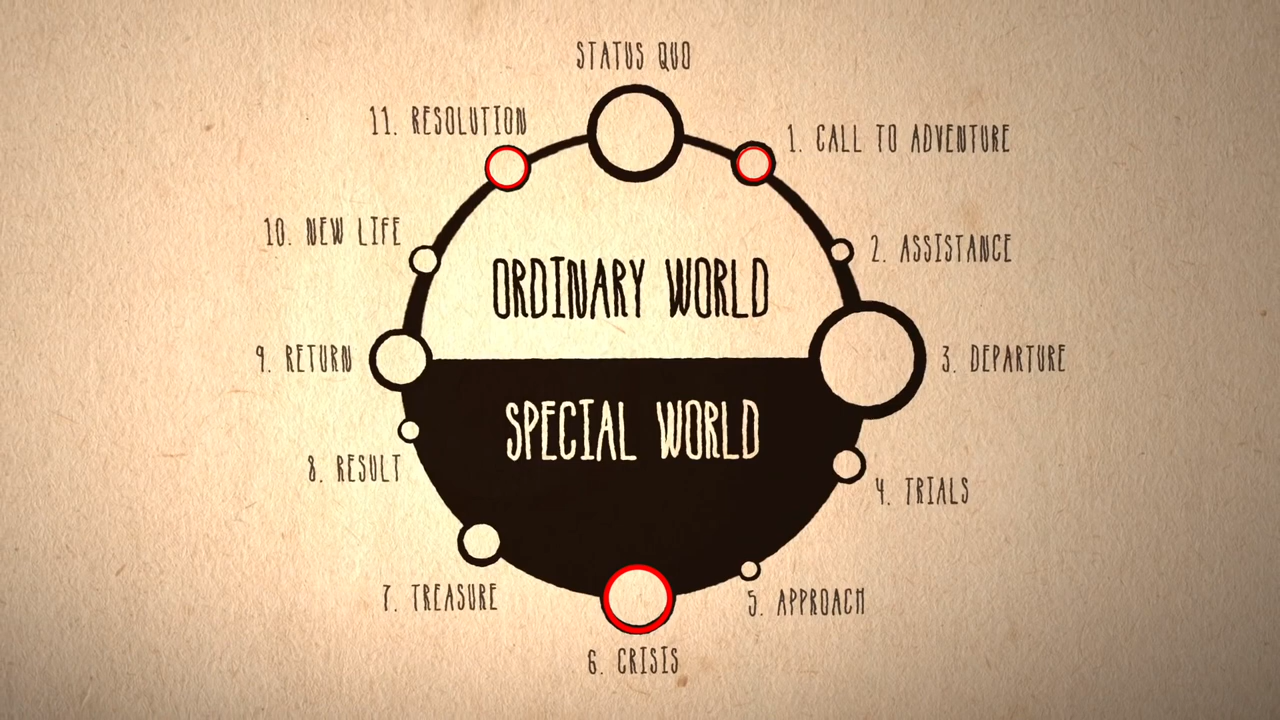 STATUS QUO
11. RESOLUTION
1. CALL TO ADVENTURE
10. NEW LIFE
2. ASSISTANCE
ORDINARY WORLD
9. RETURN
3. DEPARTURE
SPECIAL WORLD
8. RESULT
4. TRIALS
7. TREASURE
5. APPROACH
6. CRISIS